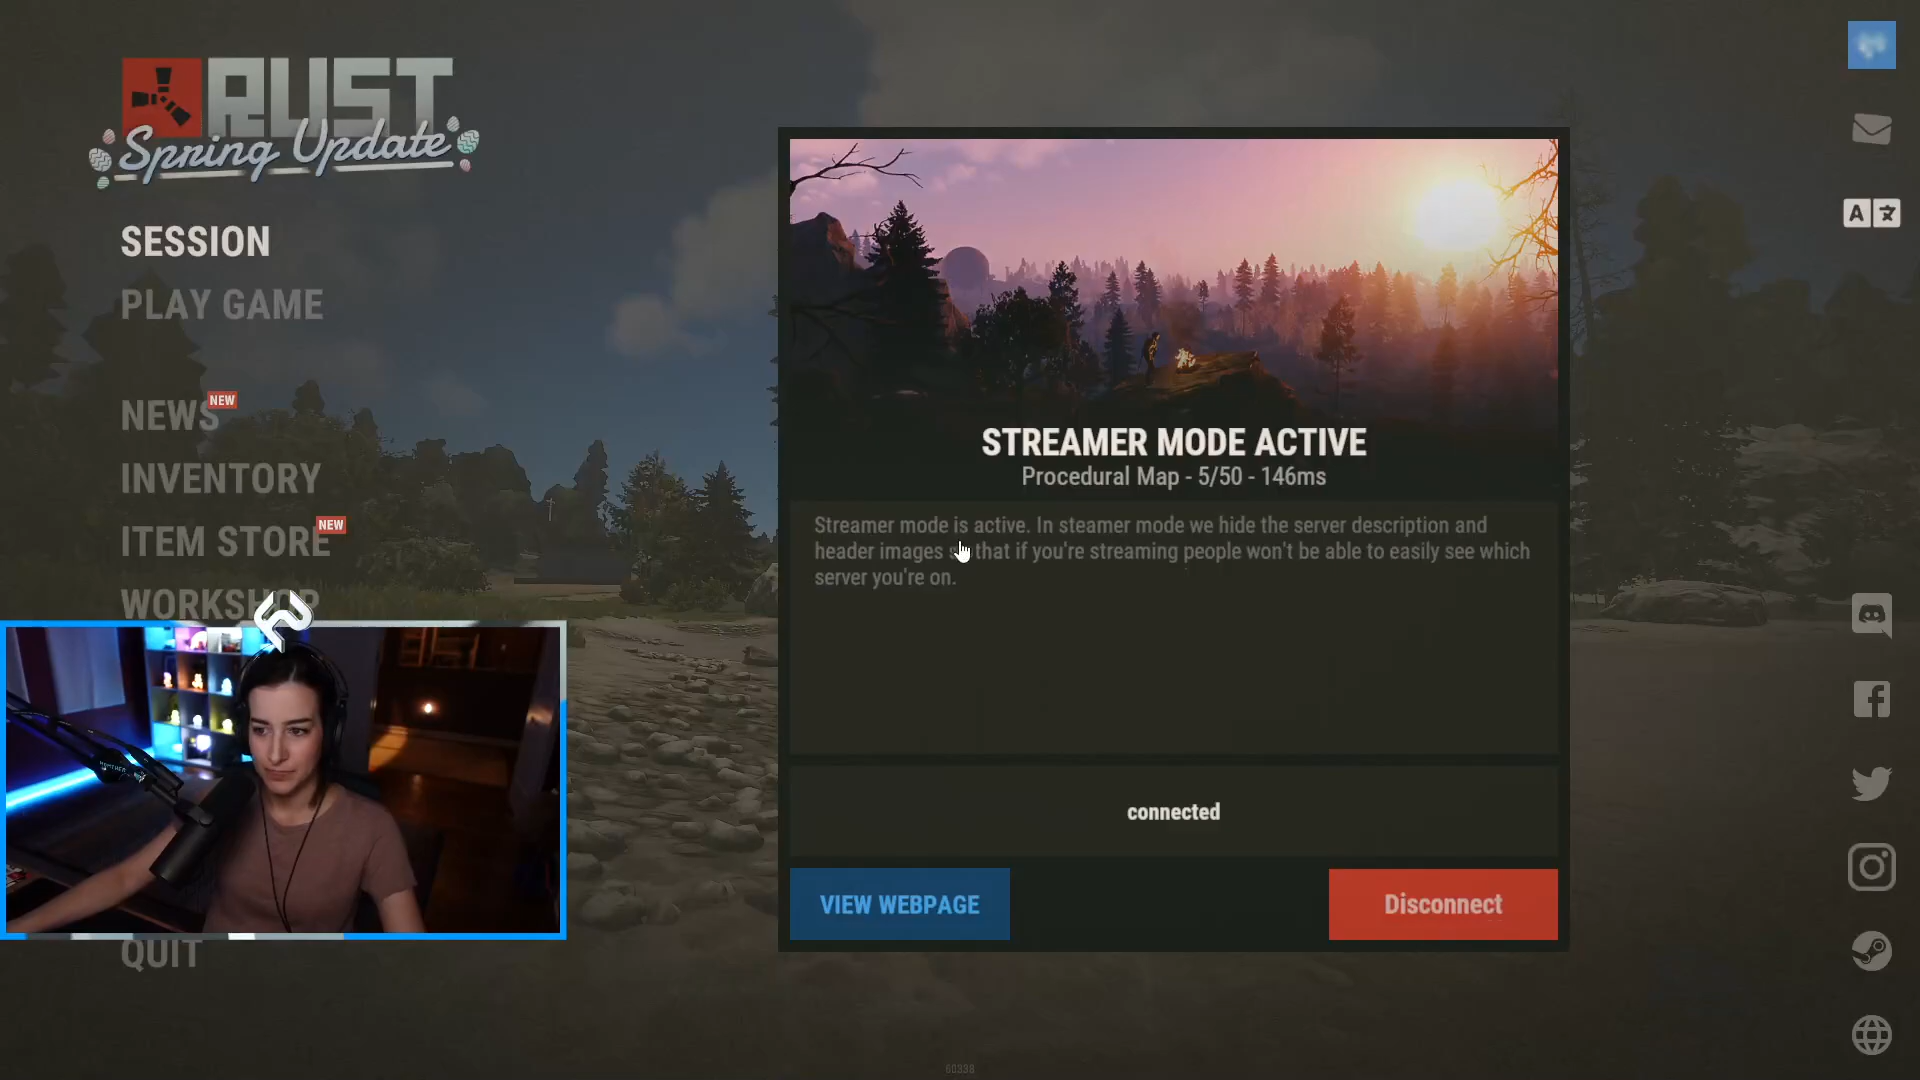 RUST
Spring Update
SESSION
PLAY GAME
NEWS NEW
INVENTORY
ITEM STORE NEW
WORKSHOP
QUIT
STREAMER MODE ACTIVE
Procedural Map - 5/50 - 146ms
Streamer mode is active. In steamer mode we hide the server description and
header images so that if you're streaming people won't be able to easily see which
server you're on.
connected
VIEW WEBPAGE
Disconnect
A
60338